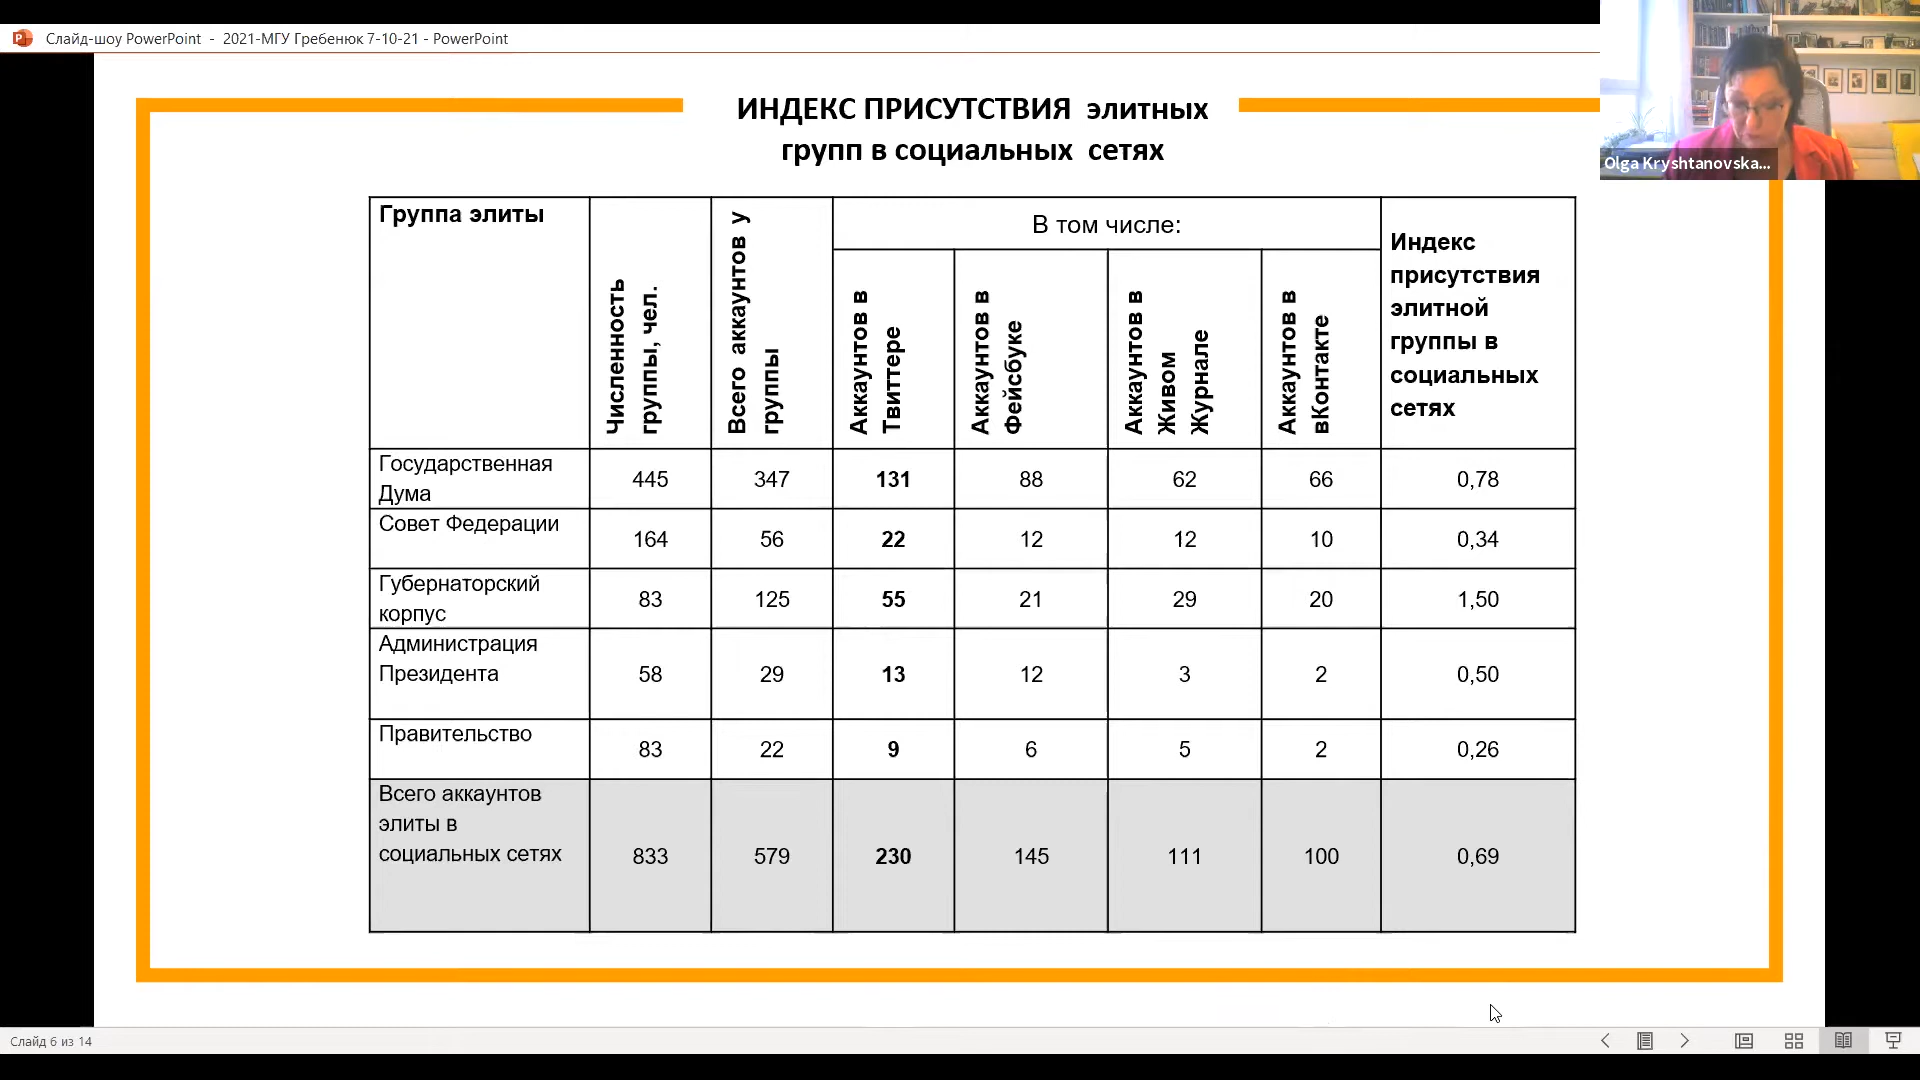 Слайд-шоу PowerPoint - 2021-МГУ Гребенюк 7-10-21 - PowerPoint
Olga Kryshtanovska...
ИНДЕКС ПРИСУТСТВИЯ элитных
групп в социальных сетях
Группа элиты
Численность
группы, чел.
Всего аккаунтов у
группы
В том числе:
Аккаунтов в
Твиттере
Аккаунтов в
Фейсбуке
Аккаунтов в
Живом
Журнале
Аккаунтов в
вКонтакте
Индекс
присутствия
элитной
группы в
социальных
сетях
Государственная
Дума
445 347 131 88 62 66 0,78
Совет Федерации
164 56 22 12 12 10 0,34
Губернаторский
корпус
83 125 55 21 29 20 1,50
Администрация
Президента
58 29 13 12 3 2 0,50
Правительство
83 22 9 6 5 2 0,26
Всего аккаунтов
элиты в
социальных сетях
833 579 230 145 111 100 0,69
Слайд 6 из 14